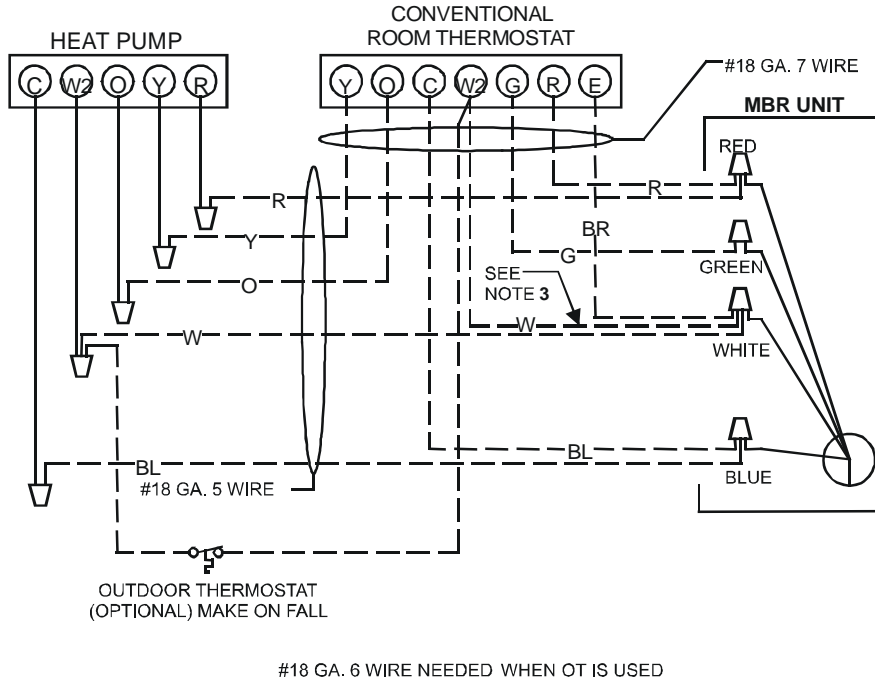 CONVENTIONAL
ROOM THERMOSTAT
HEAT PUMP
C W2 O Y R
Y O C W2 G R E
#18 GA. 7 WIRE
MBR UNIT
RED
R
R
BR
Y
G
GREEN
SEE
NOTE 3
O
W
W
WHITE
BL
BL
BLUE
#18 GA. 5 WIRE
OUTDOOR THERMOSTAT
(OPTIONAL) MAKE ON FALL
#18 GA. 6 WIRE NEEDED WHEN OT IS USED